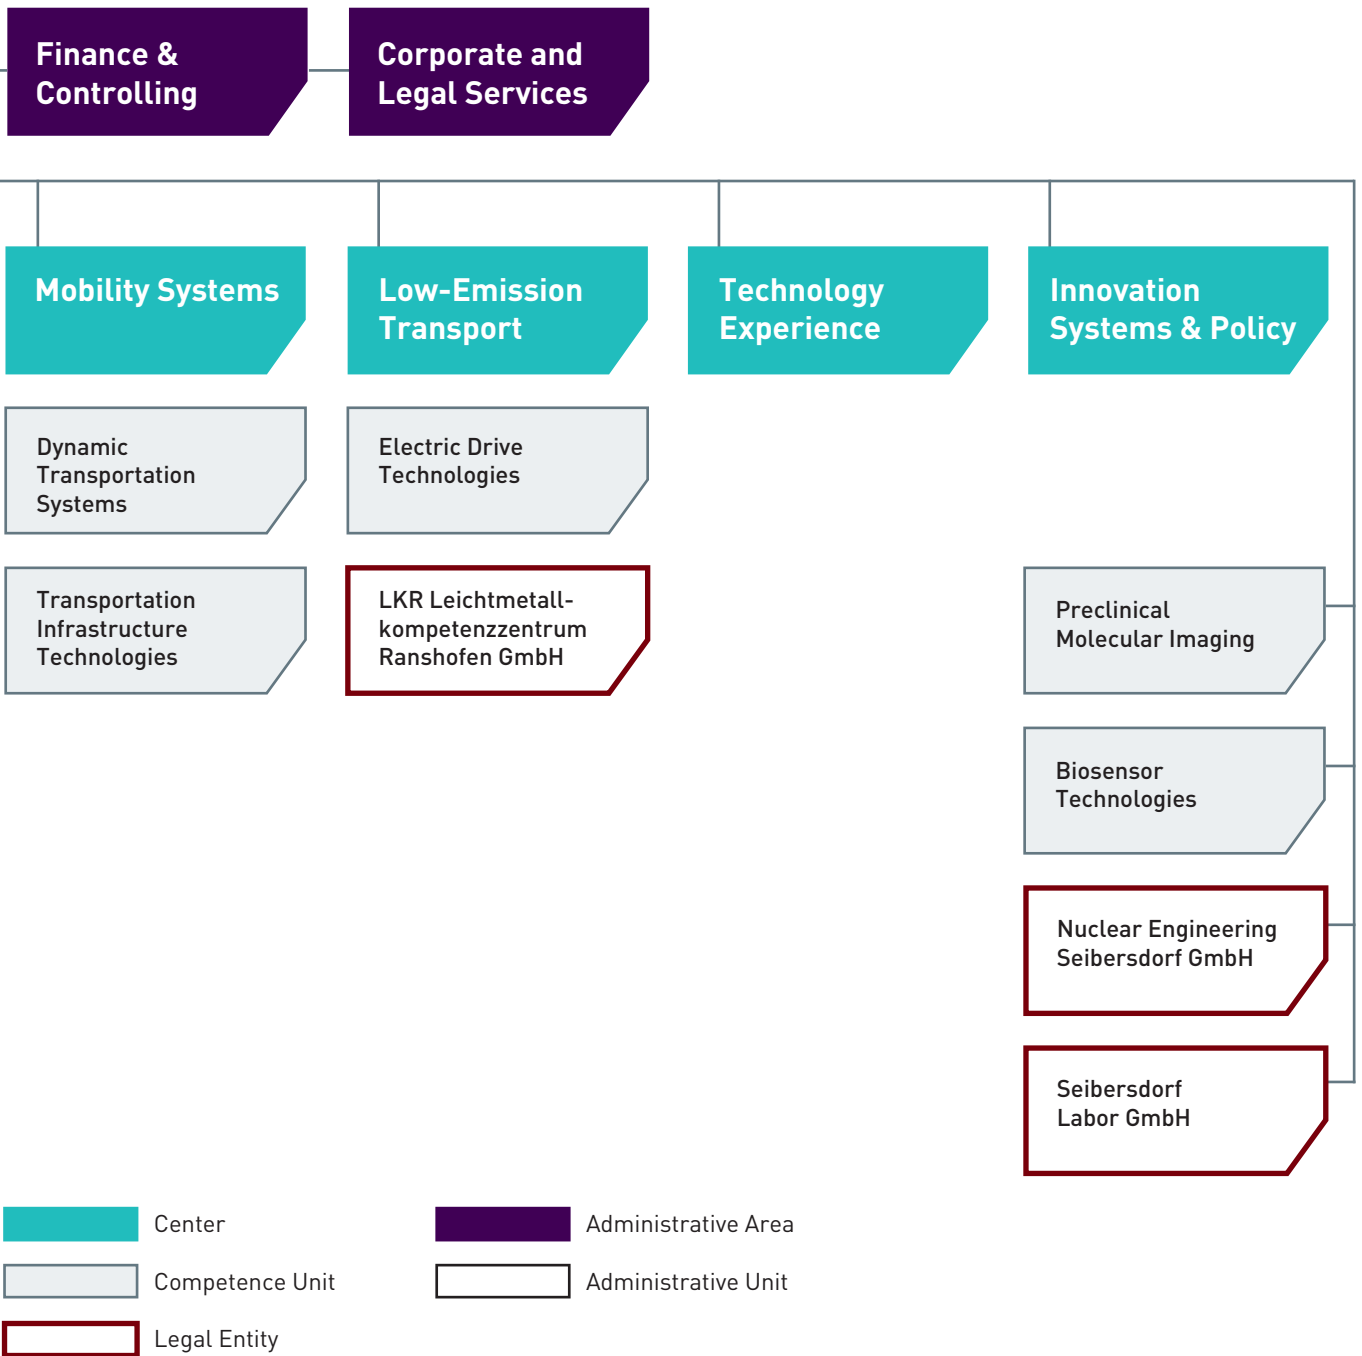 Finance &
Controlling
Corporate and
Legal Services
Mobility Systems
Low-Emission
Transport
Technology
Experience
Innovation
Systems & Policy
Dynamic
Transportation
Systems
Electric Drive
Technologies
Transportation
Infrastructure
Technologies
LKR Leichtmetall-
kompetenzzentrum
Ranshofen GmbH
Preclinical
Molecular Imaging
Biosensor
Technologies
Nuclear Engineering
Seibersdorf GmbH
Seibersdorf
Labor GmbH
Center
Administrative Area
Competence Unit
Administrative Unit
Legal Entity